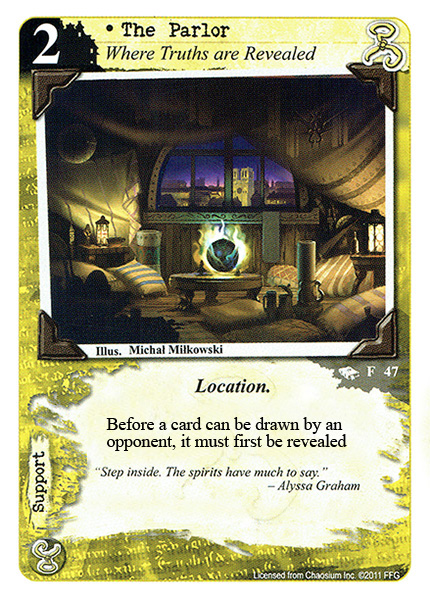 2
• The Parlor
Where Truths are Revealed
Illus. Michał Miłkowski
F 47
Location.
Before a card can be drawn by an
opponent, it must first be revealed
"Step inside. The spirits have much to say."
– Alyssa Graham
Support
Licensed from Chaosium Inc. ©2011 FFG